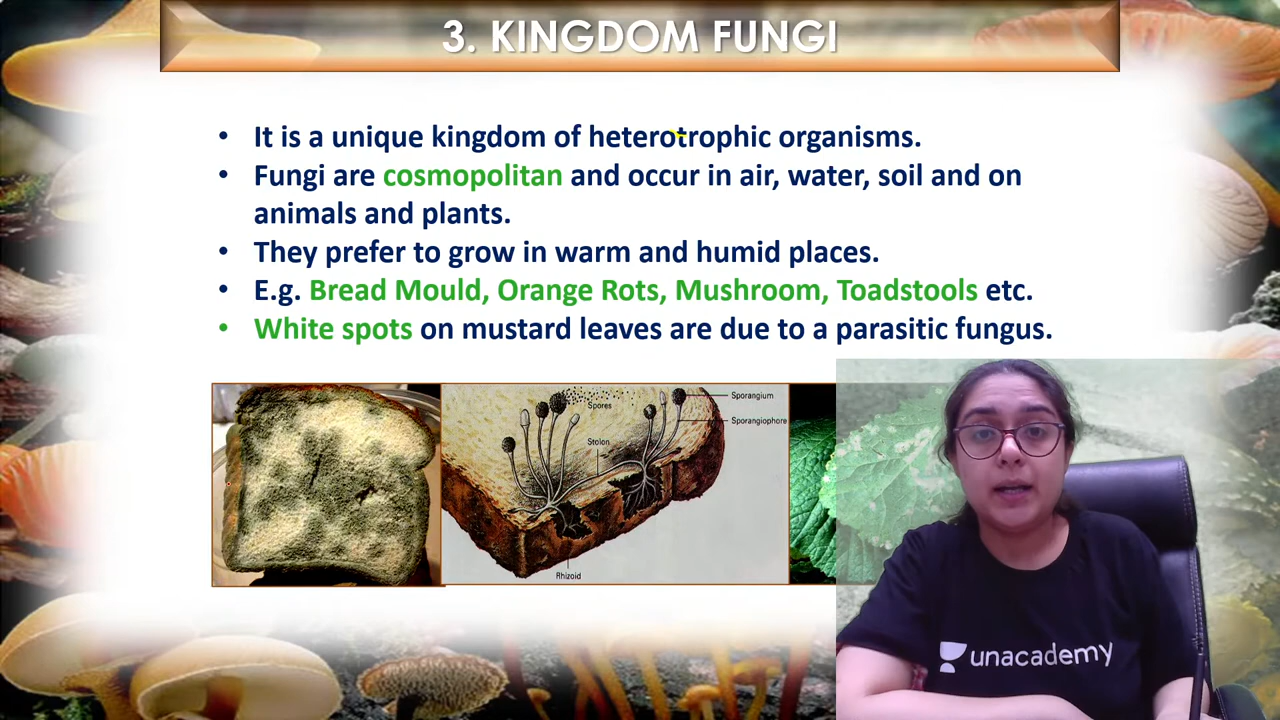 3. KINGDOM FUNGI
• It is a unique kingdom of heterotrophic organisms.
• Fungi are cosmopolitan and occur in air, water, soil and on
animals and plants.
• They prefer to grow in warm and humid places.
• E.g. Bread Mould, Orange Rots, Mushroom, Toadstools etc.
• White spots on mustard leaves are due to a parasitic fungus.
Sporangium
Spores
Sporangiophore
Stolon
Rhizoid
unacademy